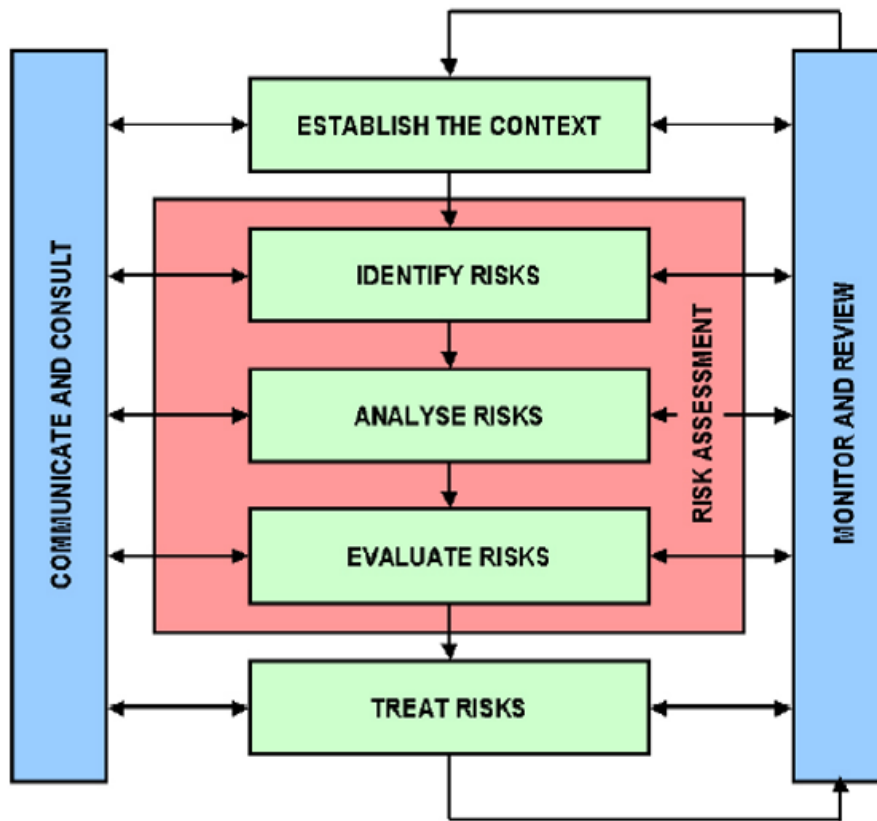 ESTABLISH THE CONTEXT
COMMUNICATE AND CONSULT
IDENTIFY RISKS
ANALYSE RISKS
EVALUATE RISKS
RISK ASSESSMENT
MONITOR AND REVIEW
TREAT RISKS